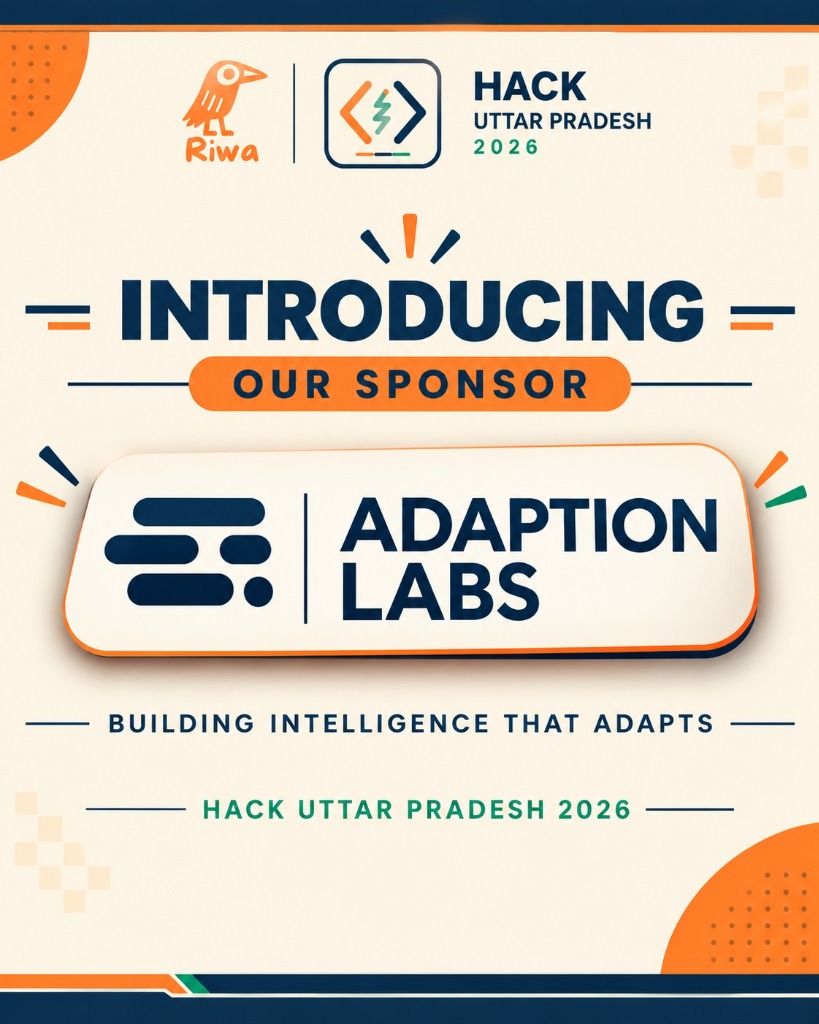 Riwa
HACK
UTTAR PRADESH
2026
INTRODUCING
OUR SPONSOR
ADAPTION
LABS
BUILDING INTELLIGENCE THAT ADAPTS
HACK UTTAR PRADESH 2026